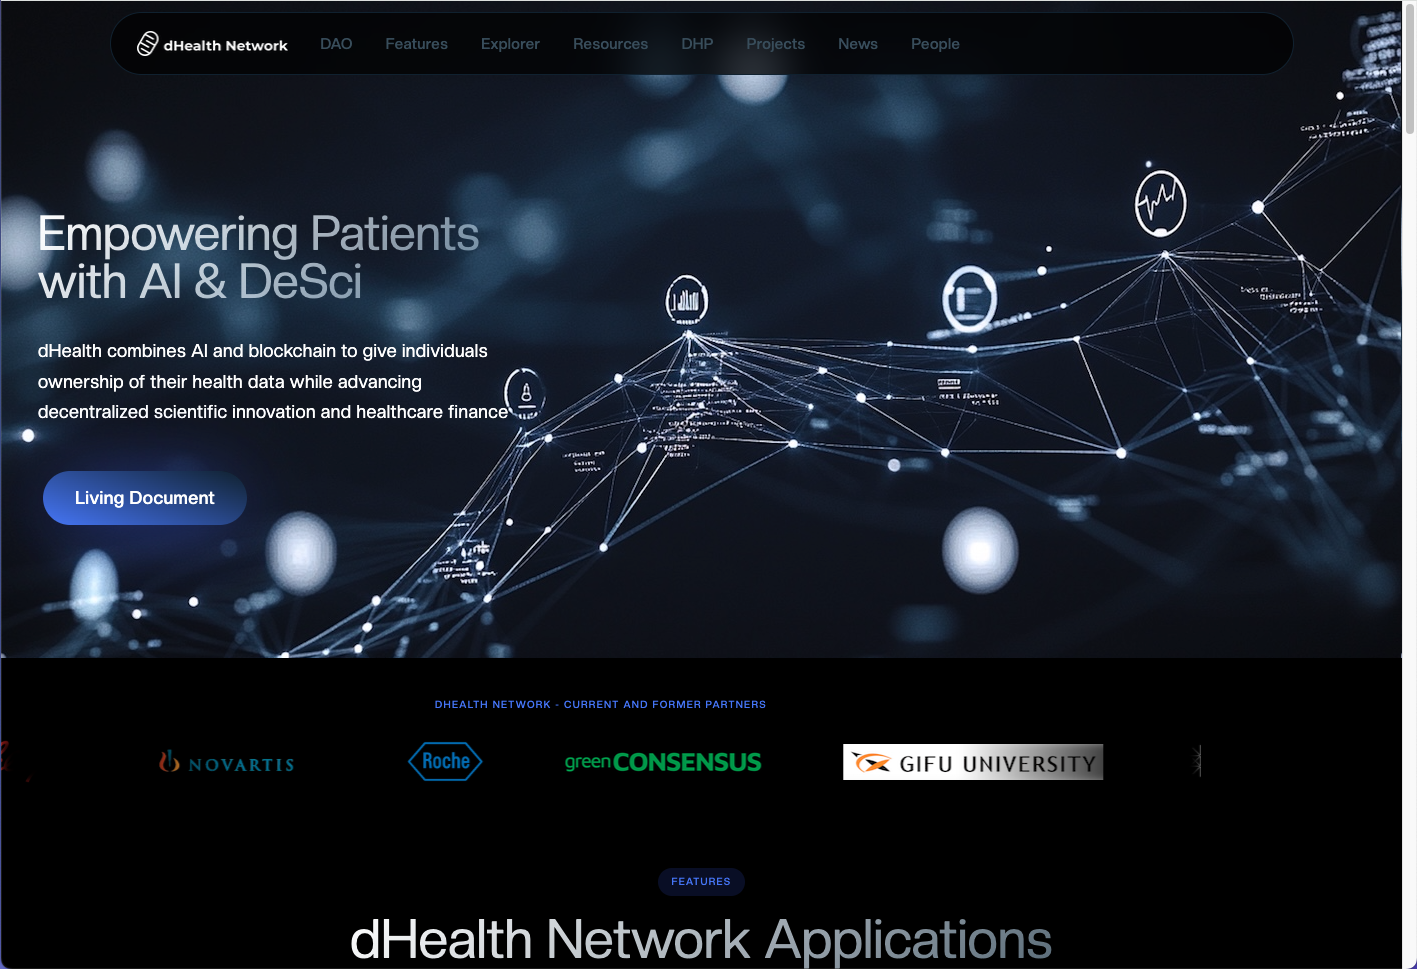 dHealth Network DAO Features Explorer Resources DHP Projects News People
Empowering Patients
with AI & DeSci
dHealth combines AI and blockchain to give individuals
ownership of their health data while advancing
decentralized scientific innovation and healthcare finance
Living Document
DHEALTH NETWORK - CURRENT AND FORMER PARTNERS
NOVARTIS
Roche
greenCONSENSUS
GIFU UNIVERSITY
FEATURES
dHealth Network Applications